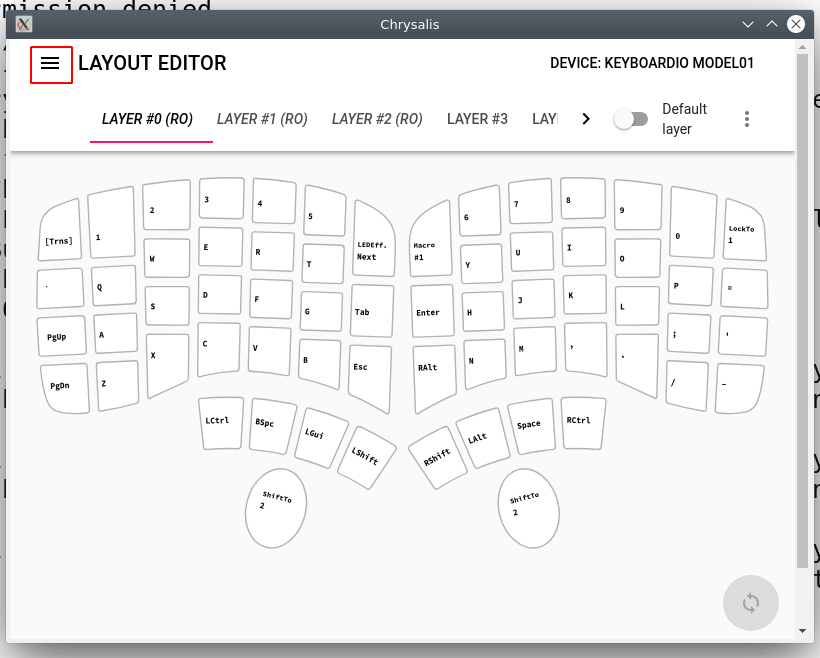 mission denied
Chrysalis
LAYOUT EDITOR
DEVICE: KEYBOARDIO MODEL01
LAYER #0 (RO) LAYER #1 (RO) LAYER #2 (RO) LAYER #3 LAY
Default
layer
[Trns] 1 2 3 4 5 LEDEff.
Next
Macro
#1
6 7 8 9 0 LockTo
1
` Q W E R T Tab
Enter Y U I O P =
PgUp A S D F G
H J K L ; '
PgDn Z X C V B Esc
RAlt N M , . / -
LCtrl BSpc LGui LShift
RShift LAlt Space RCtrl
ShiftTo
2
ShiftTo
2